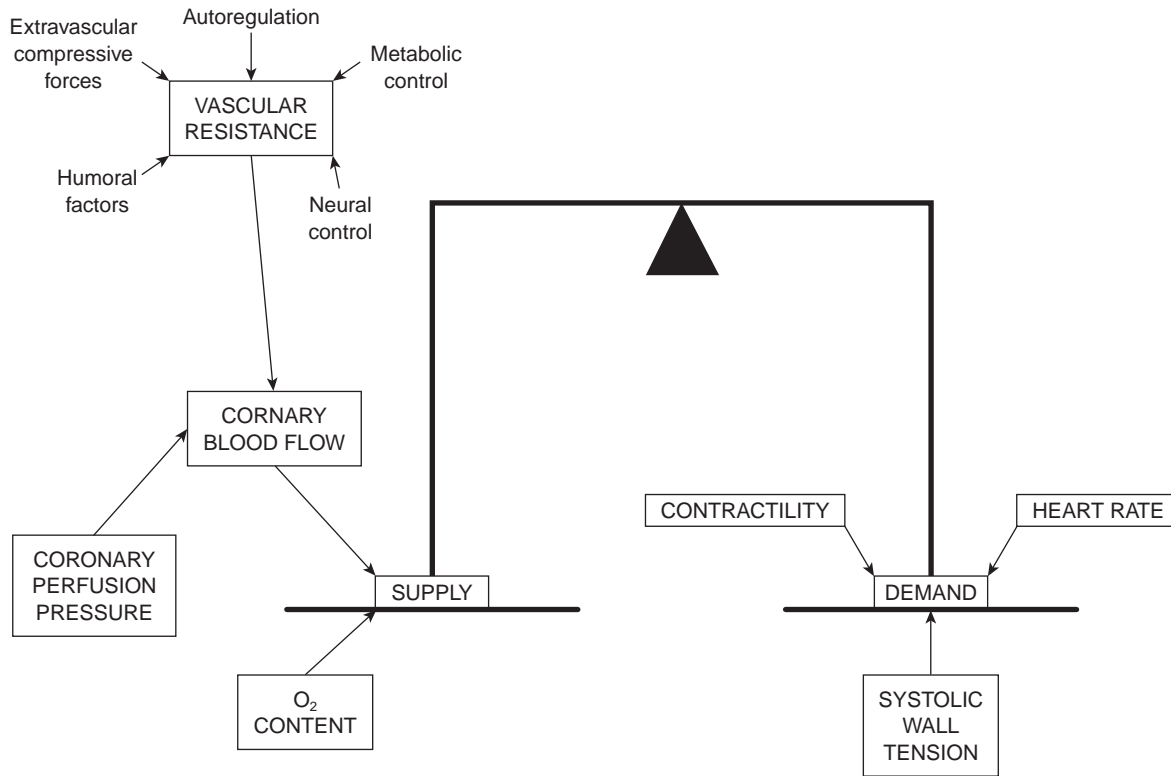 Autoregulation
Extravascular
compressive
forces
Metabolic
control
VASCULAR
RESISTANCE
Humoral
factors
Neural
control
CORNARY
BLOOD FLOW
CONTRACTILITY
HEART RATE
CORONARY
PERFUSION
PRESSURE
SUPPLY
DEMAND
O₂
CONTENT
SYSTOLIC
WALL
TENSION